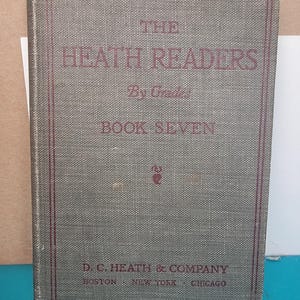 THE
HEATH READERS
By Grades
BOOK SEVEN
D. C. HEATH & COMPANY
BOSTON · NEW YORK · CHICAGO